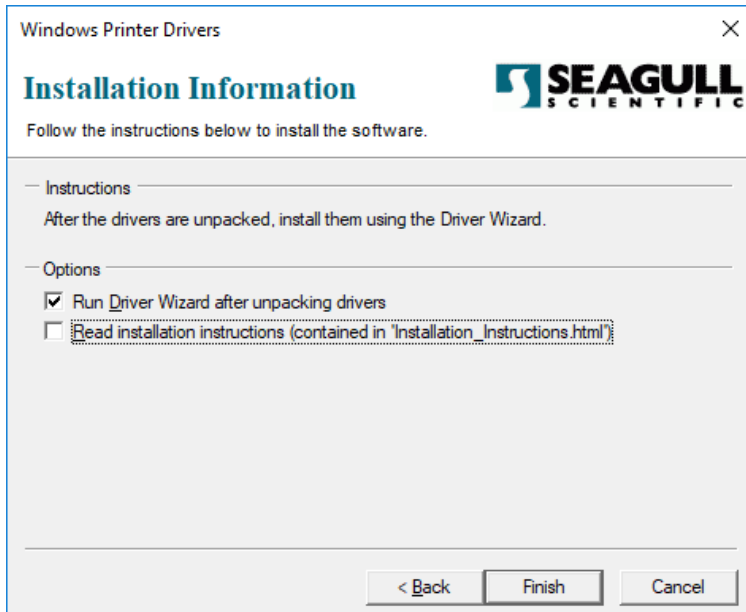 Windows Printer Drivers
Installation Information
SEAGULL
SCIENTIFIC
Follow the instructions below to install the software.
Instructions
After the drivers are unpacked, install them using the Driver Wizard.
Options
Run Driver Wizard after unpacking drivers
Read installation instructions (contained in 'Installation_Instructions.html')
< Back
Finish
Cancel